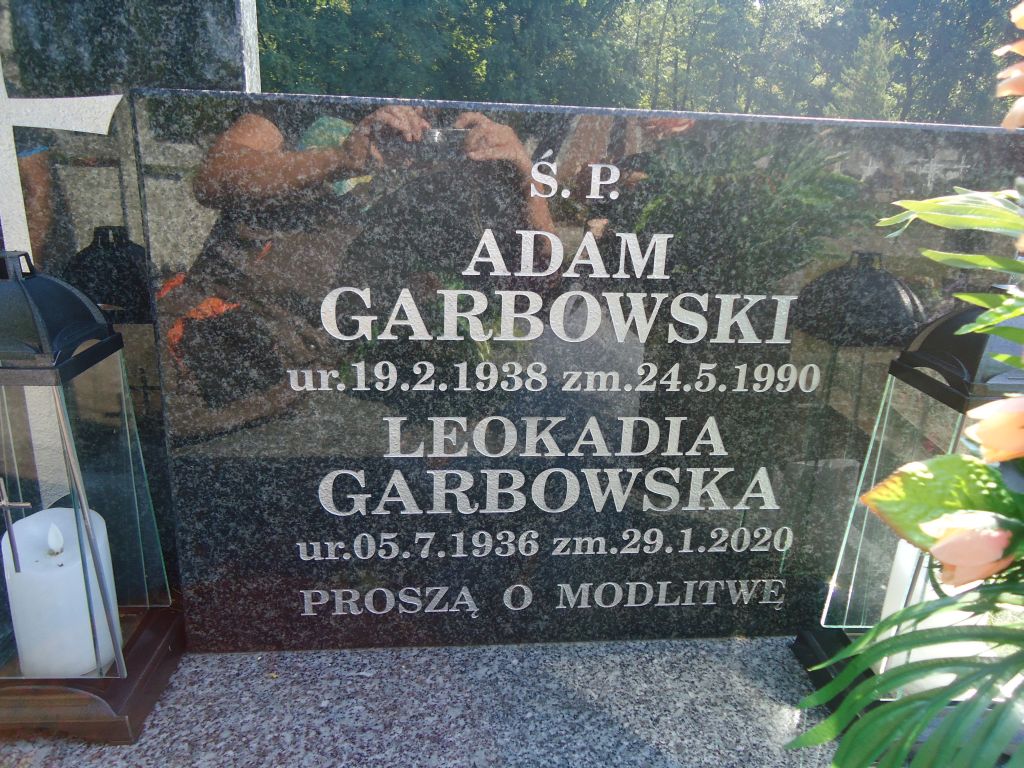 Ś. P.
ADAM
GARBOWSKI
ur.19.2.1938 zm.24.5.1990
LEOKADIA
GARBOWSKA
ur.05.7.1936 zm.29.1.2020
PROSZĄ O MODLITWĘ